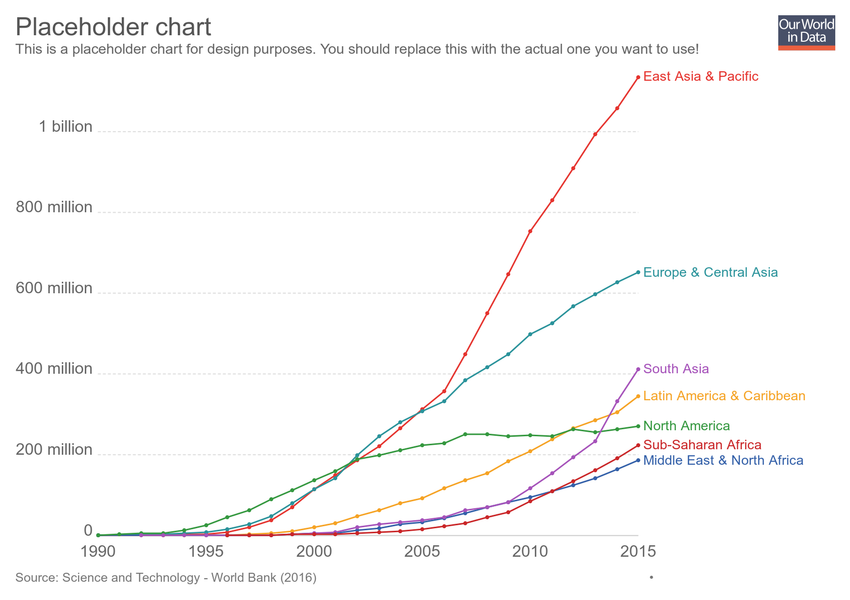 Placeholder chart
This is a placeholder chart for design purposes. You should replace this with the actual one you want to use!
Our World
in Data
East Asia & Pacific
1 billion
800 million
Europe & Central Asia
600 million
400 million
South Asia
Latin America & Caribbean
North America
200 million
Sub-Saharan Africa
Middle East & North Africa
0
1990 1995 2000 2005 2010 2015
Source: Science and Technology - World Bank (2016)